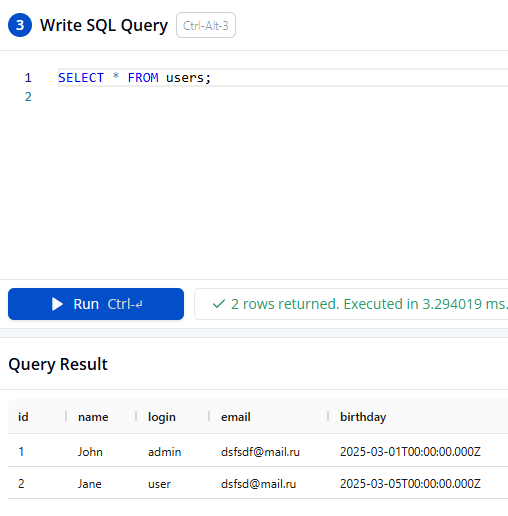 3 Write SQL Query Ctrl-Alt-3
1 SELECT * FROM users;
2
Run Ctrl-↵ 2 rows returned. Executed in 3.294019 ms.
Query Result
id name login email birthday
1 John admin dsfsdf@mail.ru 2025-03-01T00:00:00.000Z
2 Jane user dsfsd@mail.ru 2025-03-05T00:00:00.000Z